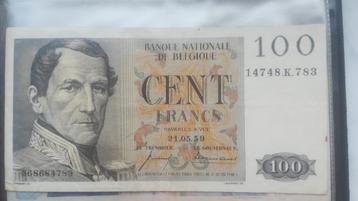 BANQUE NATIONALE
DE BELGIQUE
100
14748.K.783
CENT
FRANCS
PAYABLES A VUE
21.05.59
LE TRESORIER
LE GOUVERNEUR
368684783
100